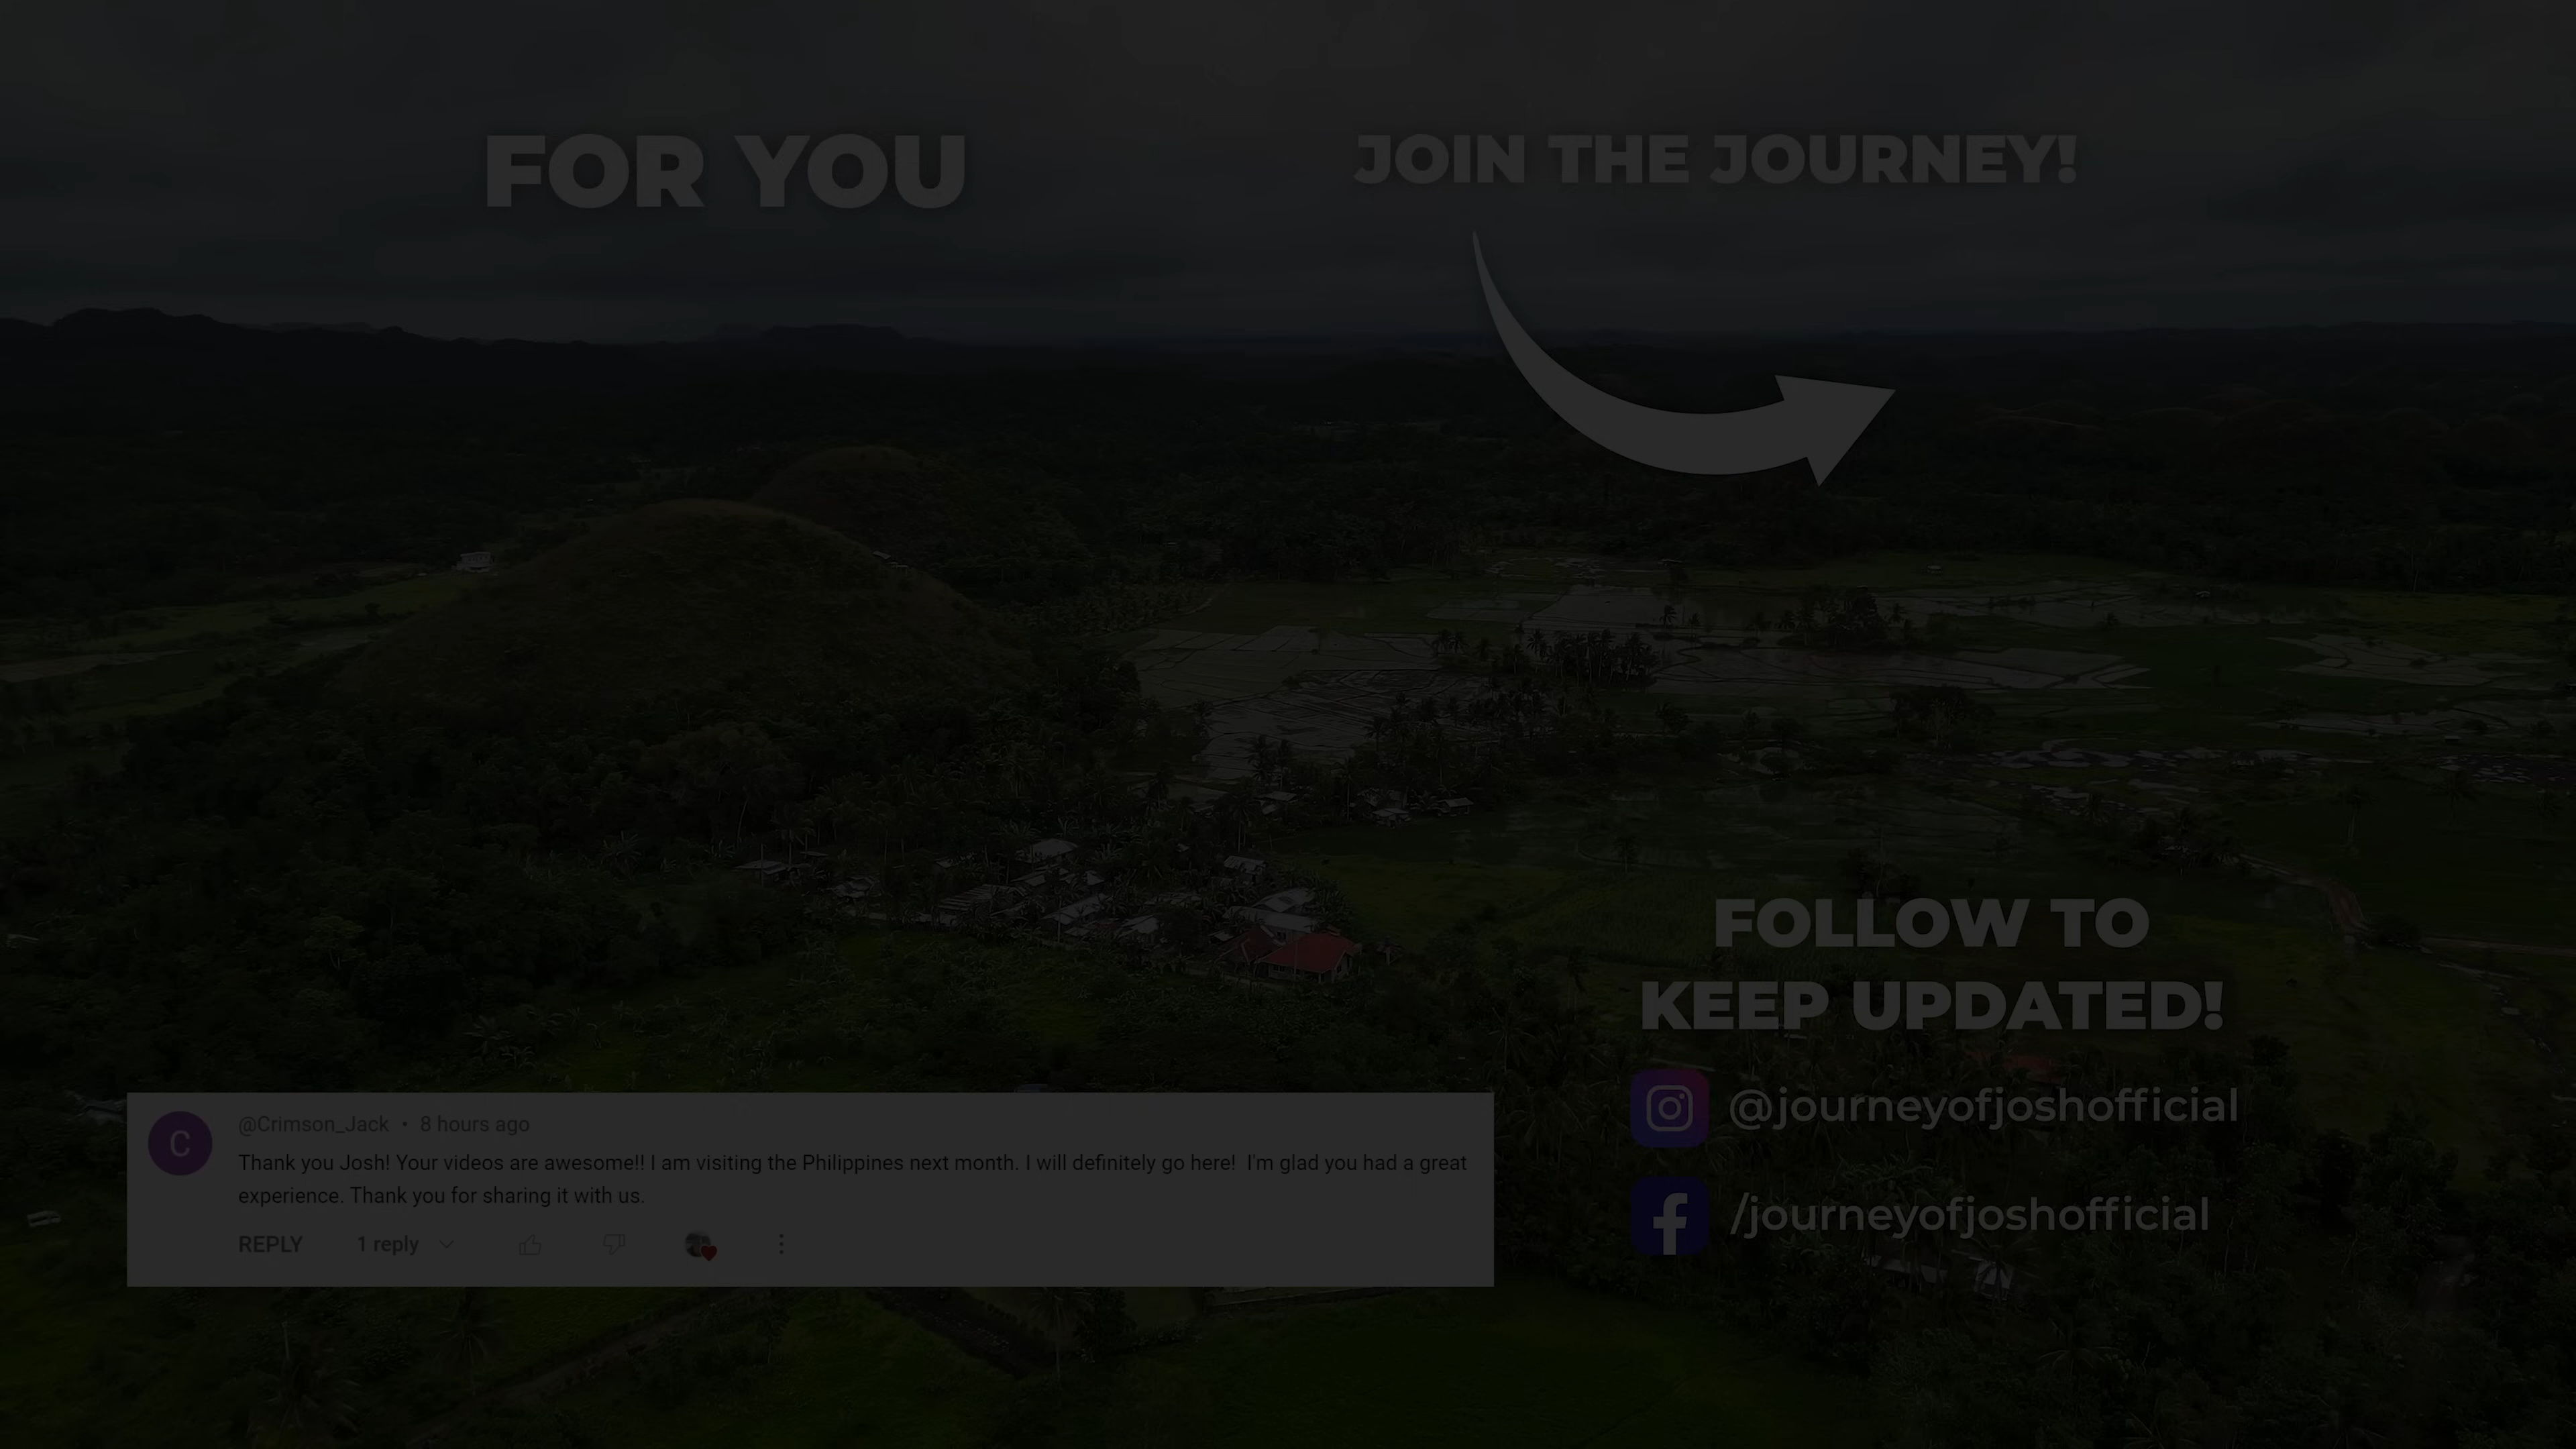 FOR YOU
JOIN THE JOURNEY!
FOLLOW TO
KEEP UPDATED!
@journeyofjoshofficial
/journeyofjoshofficial
C
@Crimson_Jack • 8 hours ago
Thank you Josh! Your videos are awesome!! I am visiting the Philippines next month. I will definitely go here!  I'm glad you had a great
experience. Thank you for sharing it with us.
REPLY 1 reply